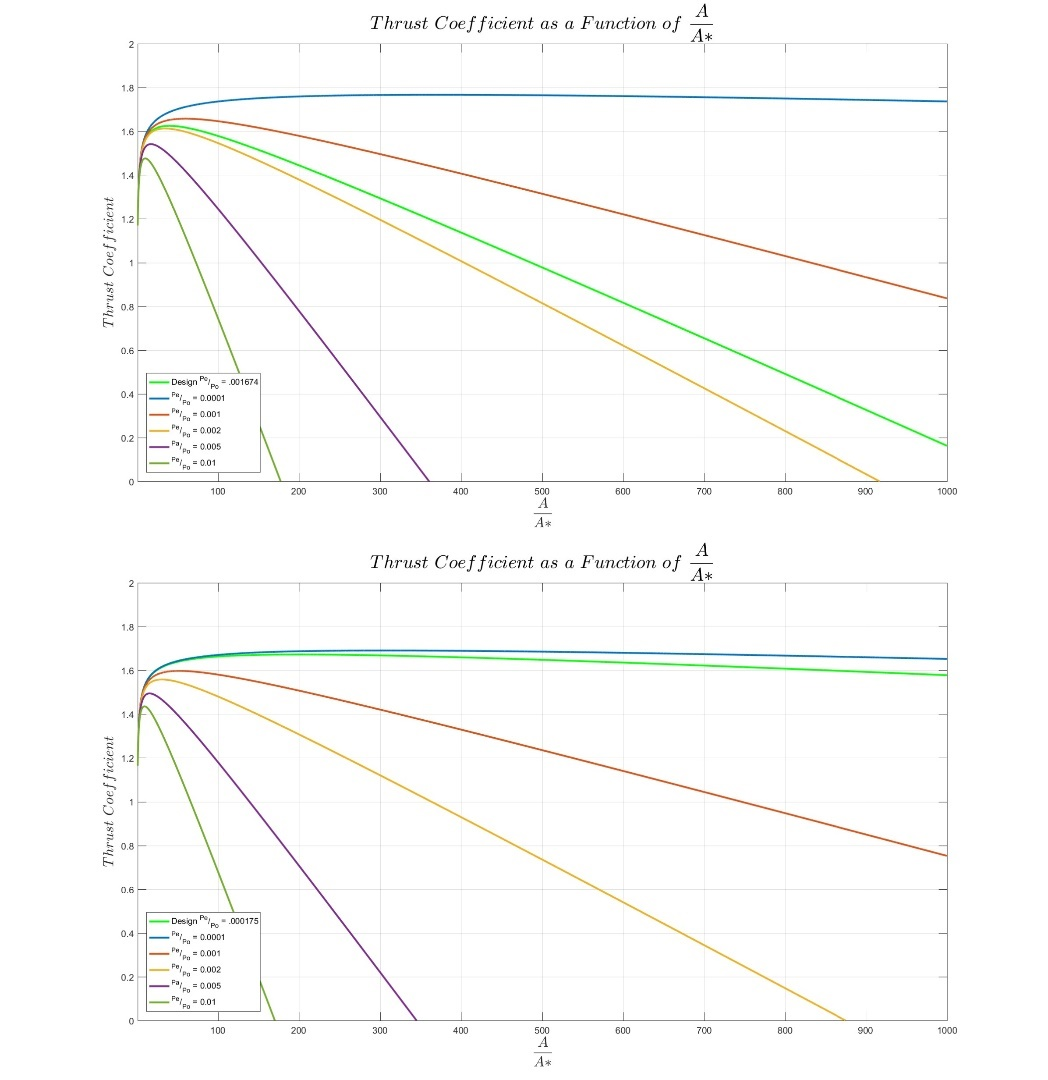 Thrust Coefficient as a Function of A/A*
2
1.8
1.6
1.4
1.2
1
0.8
0.6
0.4
0.2
0
Thrust Coefficient
Design Pe/Po = .001674
Pe/Po = 0.0001
Pe/Po = 0.001
Pe/Po = 0.002
Pa/Po = 0.005
Pe/Po = 0.01
100 200 300 400 500 600 700 800 900 1000
A/A*
Thrust Coefficient as a Function of A/A*
2
1.8
1.6
1.4
1.2
1
0.8
0.6
0.4
0.2
0
Thrust Coefficient
Design Pe/Po = .000175
Pe/Po = 0.0001
Pe/Po = 0.001
Pe/Po = 0.002
Pa/Po = 0.005
Pe/Po = 0.01
100 200 300 400 500 600 700 800 900 1000
A/A*